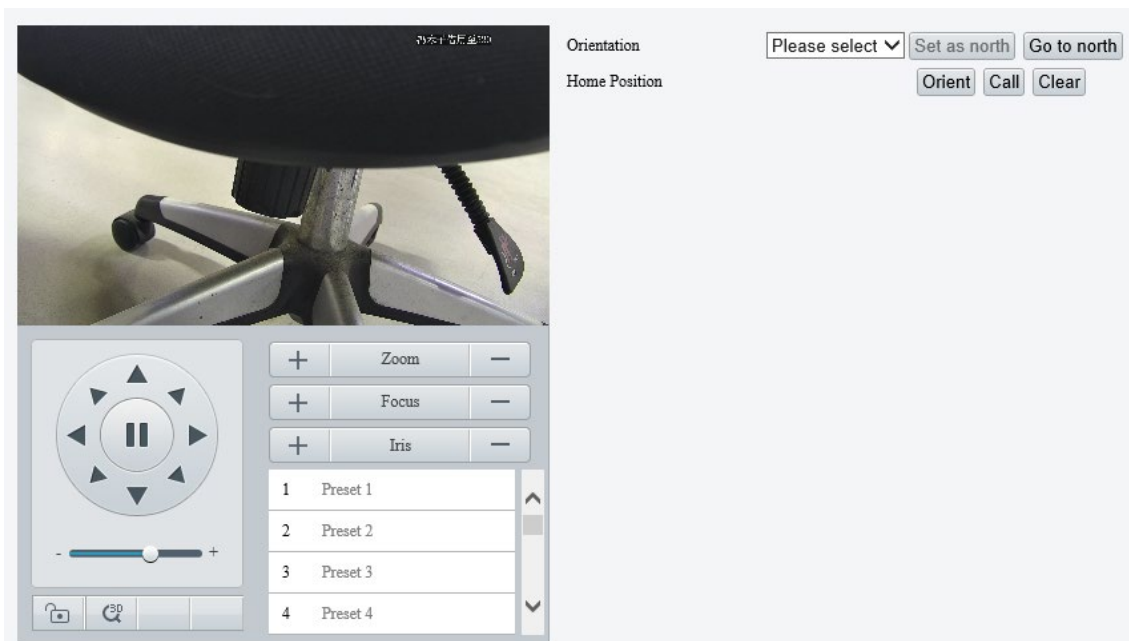 Orientation
Please select
Set as north
Go to north
Home Position
Orient
Call
Clear
+ Zoom −
+ Focus −
+ Iris −
1 Preset 1
2 Preset 2
3 Preset 3
4 Preset 4
- +
3D